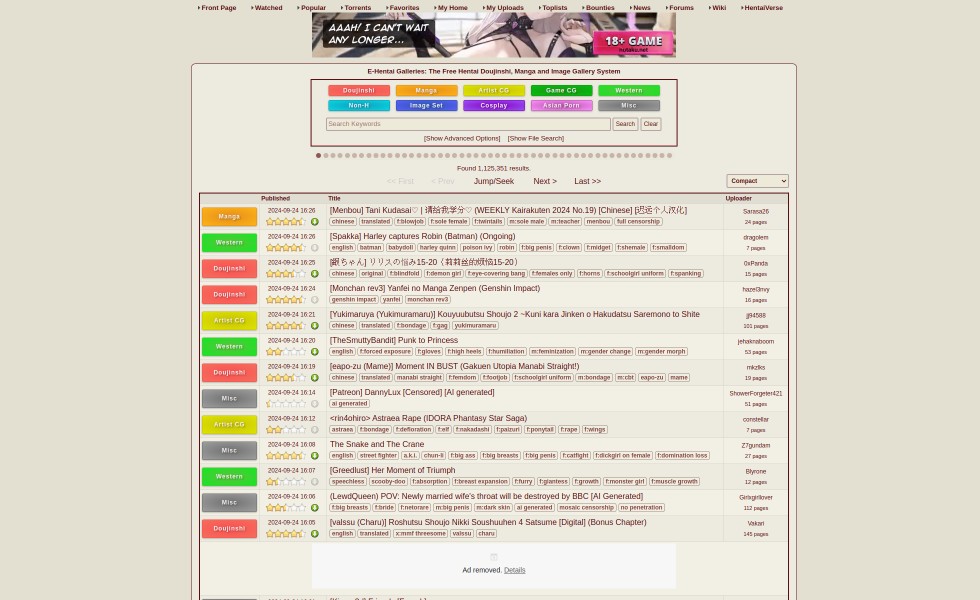 Front Page Watched Popular Torrents Favorites My Home My Uploads Toplists Bounties News Forums Wiki HentaiVerse
AAAH! I CAN'T WAIT
ANY LONGER...
18+ GAME
hutaku.net
E-Hentai Galleries: The Free Hentai Doujinshi, Manga and Image Gallery System
Doujinshi Manga Artist CG Game CG Western
Non-H Image Set Cosplay Asian Porn Misc
Search Keywords Search Clear
[Show Advanced Options] [Show File Search]
Found 1,125,351 results.
<< First < Prev Jump/Seek Next > Last >> Compact
Published Title Uploader
Manga 2024-09-24 16:26 [Menbou] Tani Kudasai♡ | 请给我学分♡ (WEEKLY Kairakuten 2024 No.19) [Chinese] [迟迟个人汉化] Sarasa26
chinese translated f:blowjob f:sole female f:twintails m:sole male m:teacher menbou full censorship 24 pages
Western 2024-09-24 16:26 [Spakka] Harley captures Robin (Batman) (Ongoing) dragolem
english batman babydoll harley quinn poison ivy robin f:big penis f:clown f:midget f:shemale f:smalldom 7 pages
Doujinshi 2024-09-24 16:25 リリスの悩み15-20 0xPanda
chinese original f:blindfold f:demon girl f:eye-covering bang f:females only f:horns f:schoolgirl uniform f:spanking 15 pages
Doujinshi 2024-09-24 16:24 [Monchan rev3] Yanfei no Manga Zenpen (Genshin Impact) hazel3nvy
genshin impact yanfei monchan rev3 16 pages
Artist CG 2024-09-24 16:21 [Yukimaruya (Yukimuramaru)] Kouyuubutsu Shoujo 2 ~Kuni kara Jinken o Hakudatsu Saremono to Shite jj94588
chinese translated f:bondage f:gag yukimuramaru 101 pages
Western 2024-09-24 16:20 [TheSmuttyBandit] Punk to Princess jehaknaboom
english f:forced exposure f:gloves f:high heels f:humiliation m:feminization m:gender change m:gender morph 53 pages
Doujinshi 2024-09-24 16:19 [eapo-zu (Mame)] Moment IN BUST (Gakuen Utopia Manabi Straight!) mkzlks
chinese translated manabi straight f:femdom f:footjob f:schoolgirl uniform m:bondage m:cbt eapo-zu mame 19 pages
Misc 2024-09-24 16:14 [Patreon] DannyLux [Censored] [AI generated] ShowerForgeter421
ai generated 51 pages
Artist CG 2024-09-24 16:12 <rin4ohiro> Astraea Rape (IDORA Phantasy Star Saga) constellar
astraea f:bondage f:defloration f:elf f:nakadashi f:paizuri f:ponytail f:rape f:wings 7 pages
Misc 2024-09-24 16:08 The Snake and The Crane Z7gundam
english street fighter a.k.i. chun-li f:big ass f:big breasts f:big penis f:catfight f:dickgirl on female f:domination loss 27 pages
Western 2024-09-24 16:07 [Greedlust] Her Moment of Triumph Blyrone
speechless scooby-doo f:absorption f:breast expansion f:furry f:giantess f:growth f:monster girl f:muscle growth 12 pages
Misc 2024-09-24 16:06 (LewdQueen) POV: Newly married wife's throat will be destroyed by BBC [AI Generated] Girlxgirllover
f:big breasts f:bride f:netorare m:big penis m:dark skin ai generated mosaic censorship no penetration 112 pages
Doujinshi 2024-09-24 16:05 [valssu (Charu)] Roshutsu Shoujo Nikki Soushuuhen 4 Satsume [Digital] (Bonus Chapter) Vakari
english translated x:mmf threesome valssu charu 145 pages
Ad removed. Details